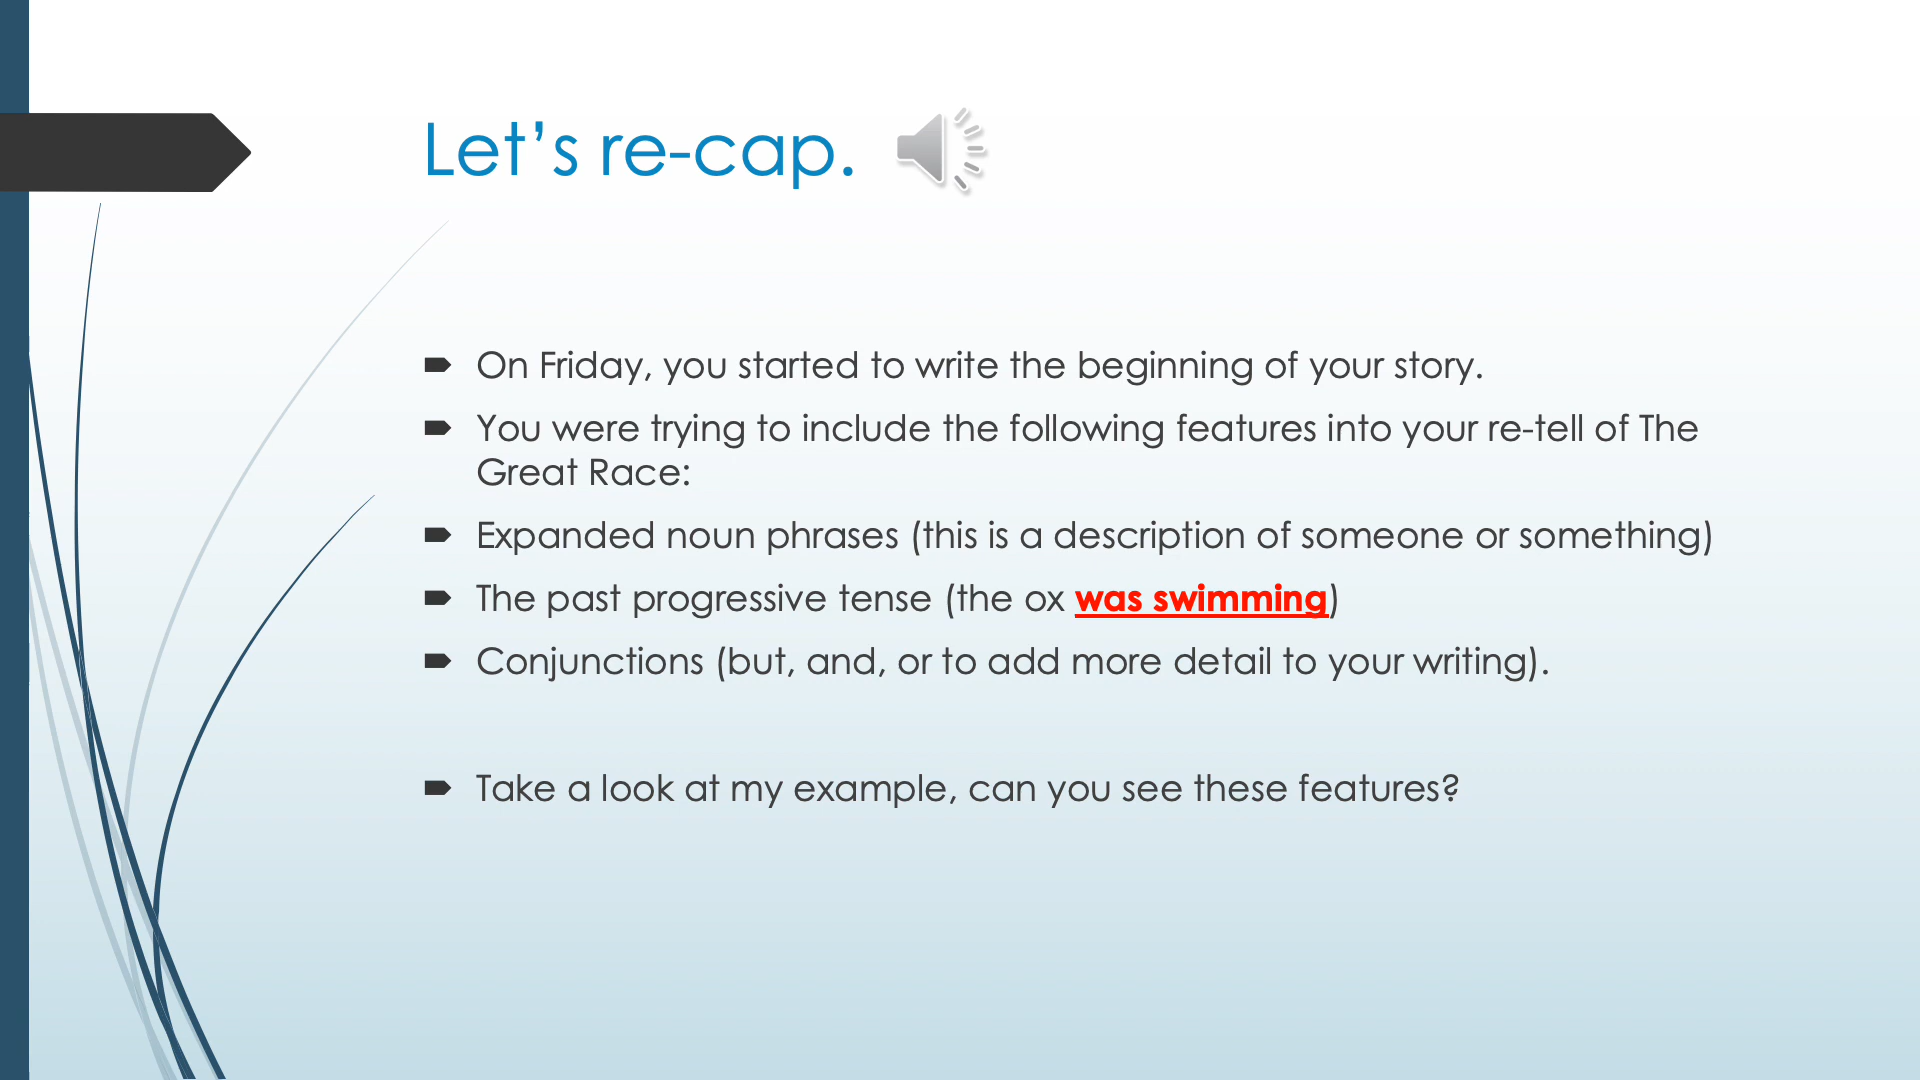 Let’s re-cap.
On Friday, you started to write the beginning of your story.
You were trying to include the following features into your re-tell of The
Great Race:
Expanded noun phrases (this is a description of someone or something)
The past progressive tense (the ox was swimming)
Conjunctions (but, and, or to add more detail to your writing).
Take a look at my example, can you see these features?